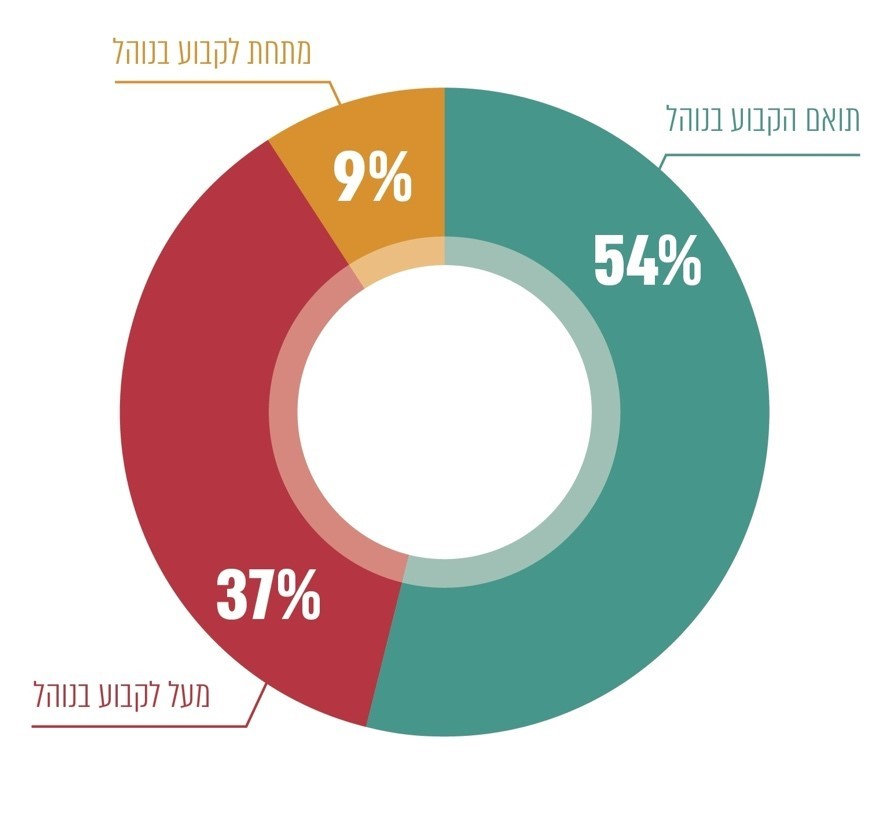 מתחת לקבוע בנוהל
תואם הקבוע בנוהל
9%
54%
37%
מעל לקבוע בנוהל